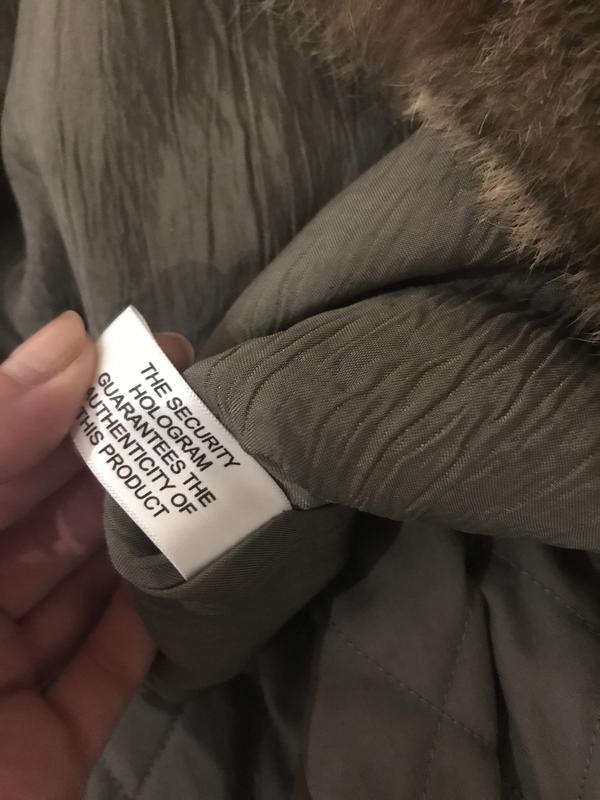 THE SECURITY
HOLOGRAM
GUARANTEES THE
AUTHENTICITY OF
THIS PRODUCT